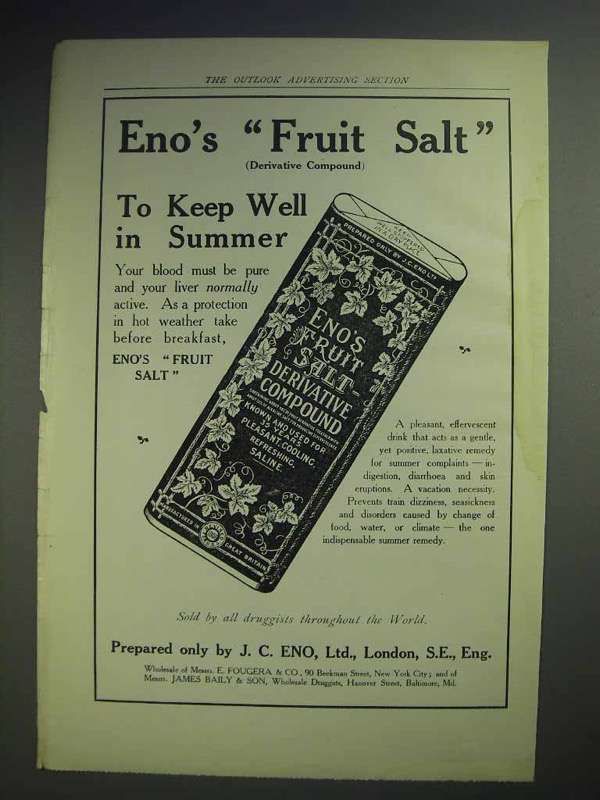 THE OUTLOOK ADVERTISING SECTION
Eno's "Fruit Salt"
(Derivative Compound)
To Keep Well
in Summer
Your blood must be pure
and your liver normally
active. As a protection
in hot weather take
before breakfast,
ENO'S "FRUIT
SALT"
PREPARED ONLY BY J.C. ENO LTD
ENO'S
FRUIT
SALT-
DERIVATIVE
COMPOUND
KNOWN AND USED FOR
PLEASANT, COOLING,
REFRESHING,
SALINE
GREAT BRITAIN
A pleasant, effervescent
drink that acts as a gentle,
yet positive, laxative remedy
for summer complaints — in-
digestion, diarrhoea and skin
eruptions. A vacation necessity.
Prevents train dizziness, seasickness
and disorders caused by change of
food, water, or climate — the one
indispensable summer remedy.
Sold by all druggists throughout the World.
Prepared only by J. C. ENO, Ltd., London, S.E., Eng.
Wholesale of Messrs. E. FOUGERA & CO., 90 Beekman Street, New York City; and of
Messrs. JAMES BAILY & SON, Wholesale Druggists, Hanover Street, Baltimore, Md.